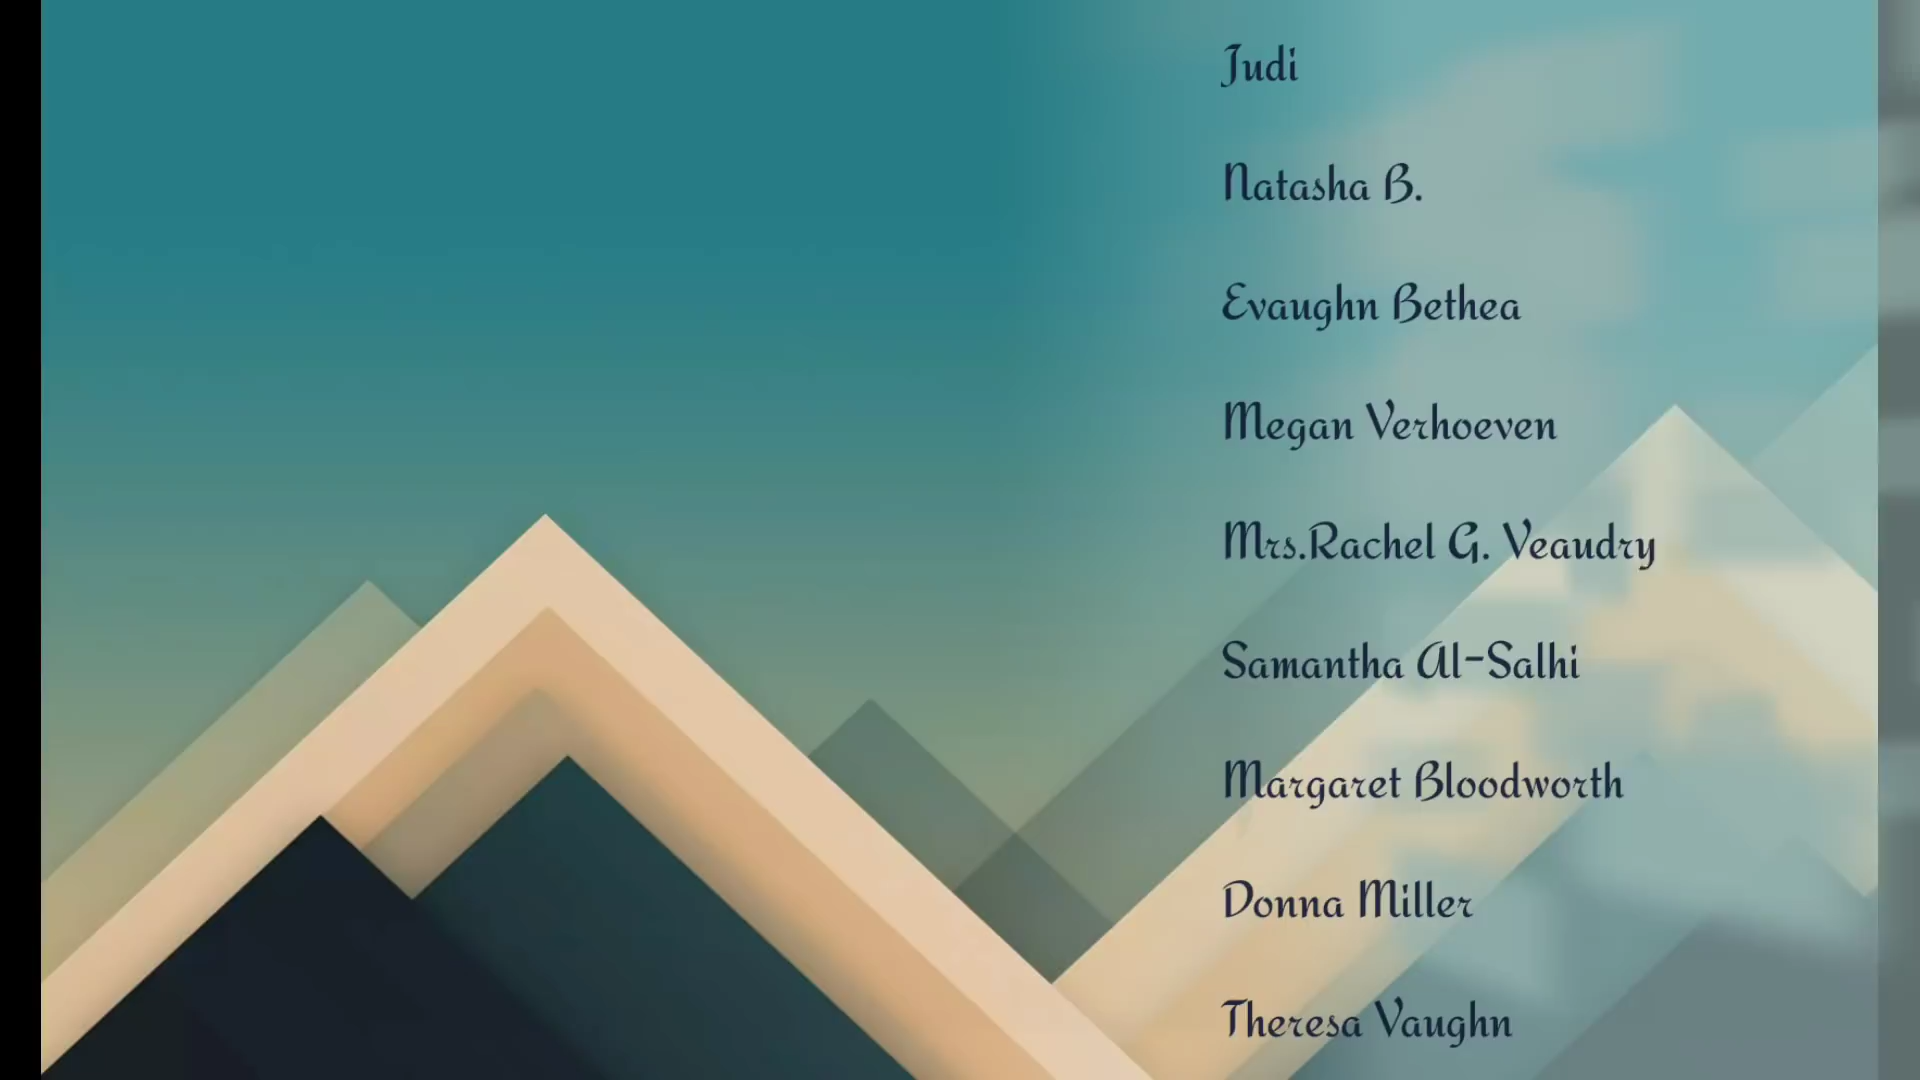 Judi
Natasha B.
Evaughn Bethea
Megan Verhoeven
Mrs.Rachel G. Veaudry
Samantha Al-Salhi
Margaret Bloodworth
Donna Miller
Theresa Vaughn